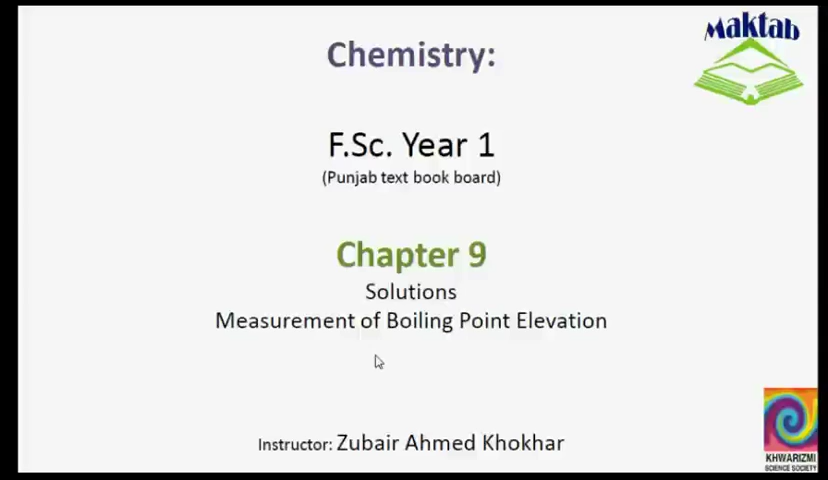 Maktab
Chemistry:
F.Sc. Year 1
(Punjab text book board)
Chapter 9
Solutions
Measurement of Boiling Point Elevation
Instructor: Zubair Ahmed Khokhar
KHWARIZMI
SCIENCE SOCIETY